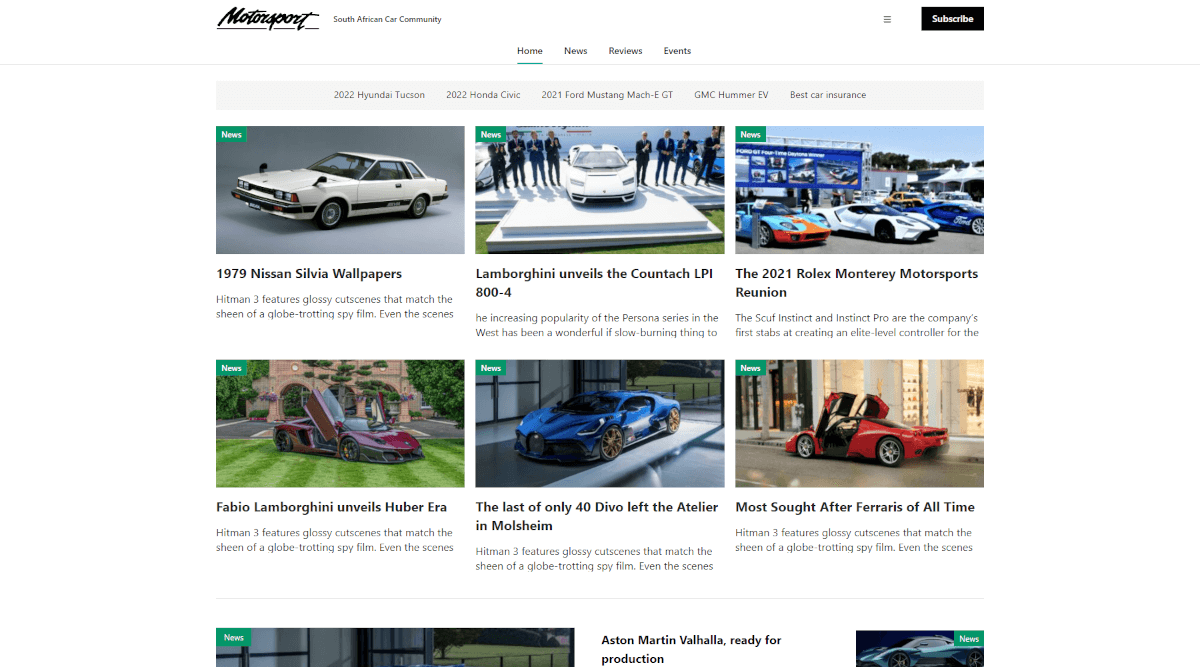 Motorsport
South African Car Community
☰
Subscribe
Home
News
Reviews
Events
2022 Hyundai Tucson
2022 Honda Civic
2021 Ford Mustang Mach-E GT
GMC Hummer EV
Best car insurance
News
News
News
FORD GT Four-Time Daytona Winner
Ford
1979 Nissan Silvia Wallpapers
Hitman 3 features glossy cutscenes that match the
sheen of a globe-trotting spy film. Even the scenes
Lamborghini unveils the Countach LPI
800-4
he increasing popularity of the Persona series in the
West has been a wonderful if slow-burning thing to
The 2021 Rolex Monterey Motorsports
Reunion
The Scuf Instinct and Instinct Pro are the company's
first stabs at creating an elite-level controller for the
News
News
News
Fabio Lamborghini unveils Huber Era
Hitman 3 features glossy cutscenes that match the
sheen of a globe-trotting spy film. Even the scenes
The last of only 40 Divo left the Atelier
in Molsheim
Hitman 3 features glossy cutscenes that match the
sheen of a globe-trotting spy film. Even the scenes
Most Sought After Ferraris of All Time
Hitman 3 features glossy cutscenes that match the
sheen of a globe-trotting spy film. Even the scenes
News
Aston Martin Valhalla, ready for
production
News